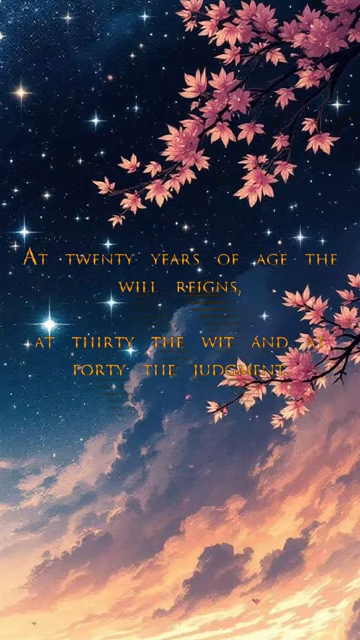 At twenty years of age the
will reigns,
at thirty the wit and at
forty the judgment.